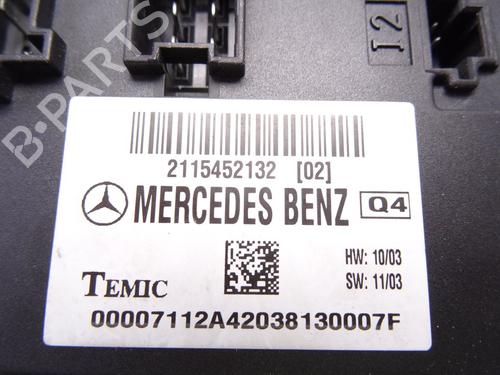 B-PARTS
12
2115452132 [02]
MERCEDES BENZ Q4
HW: 10/03
TEMIC SW: 11/03
00007112A42038130007F